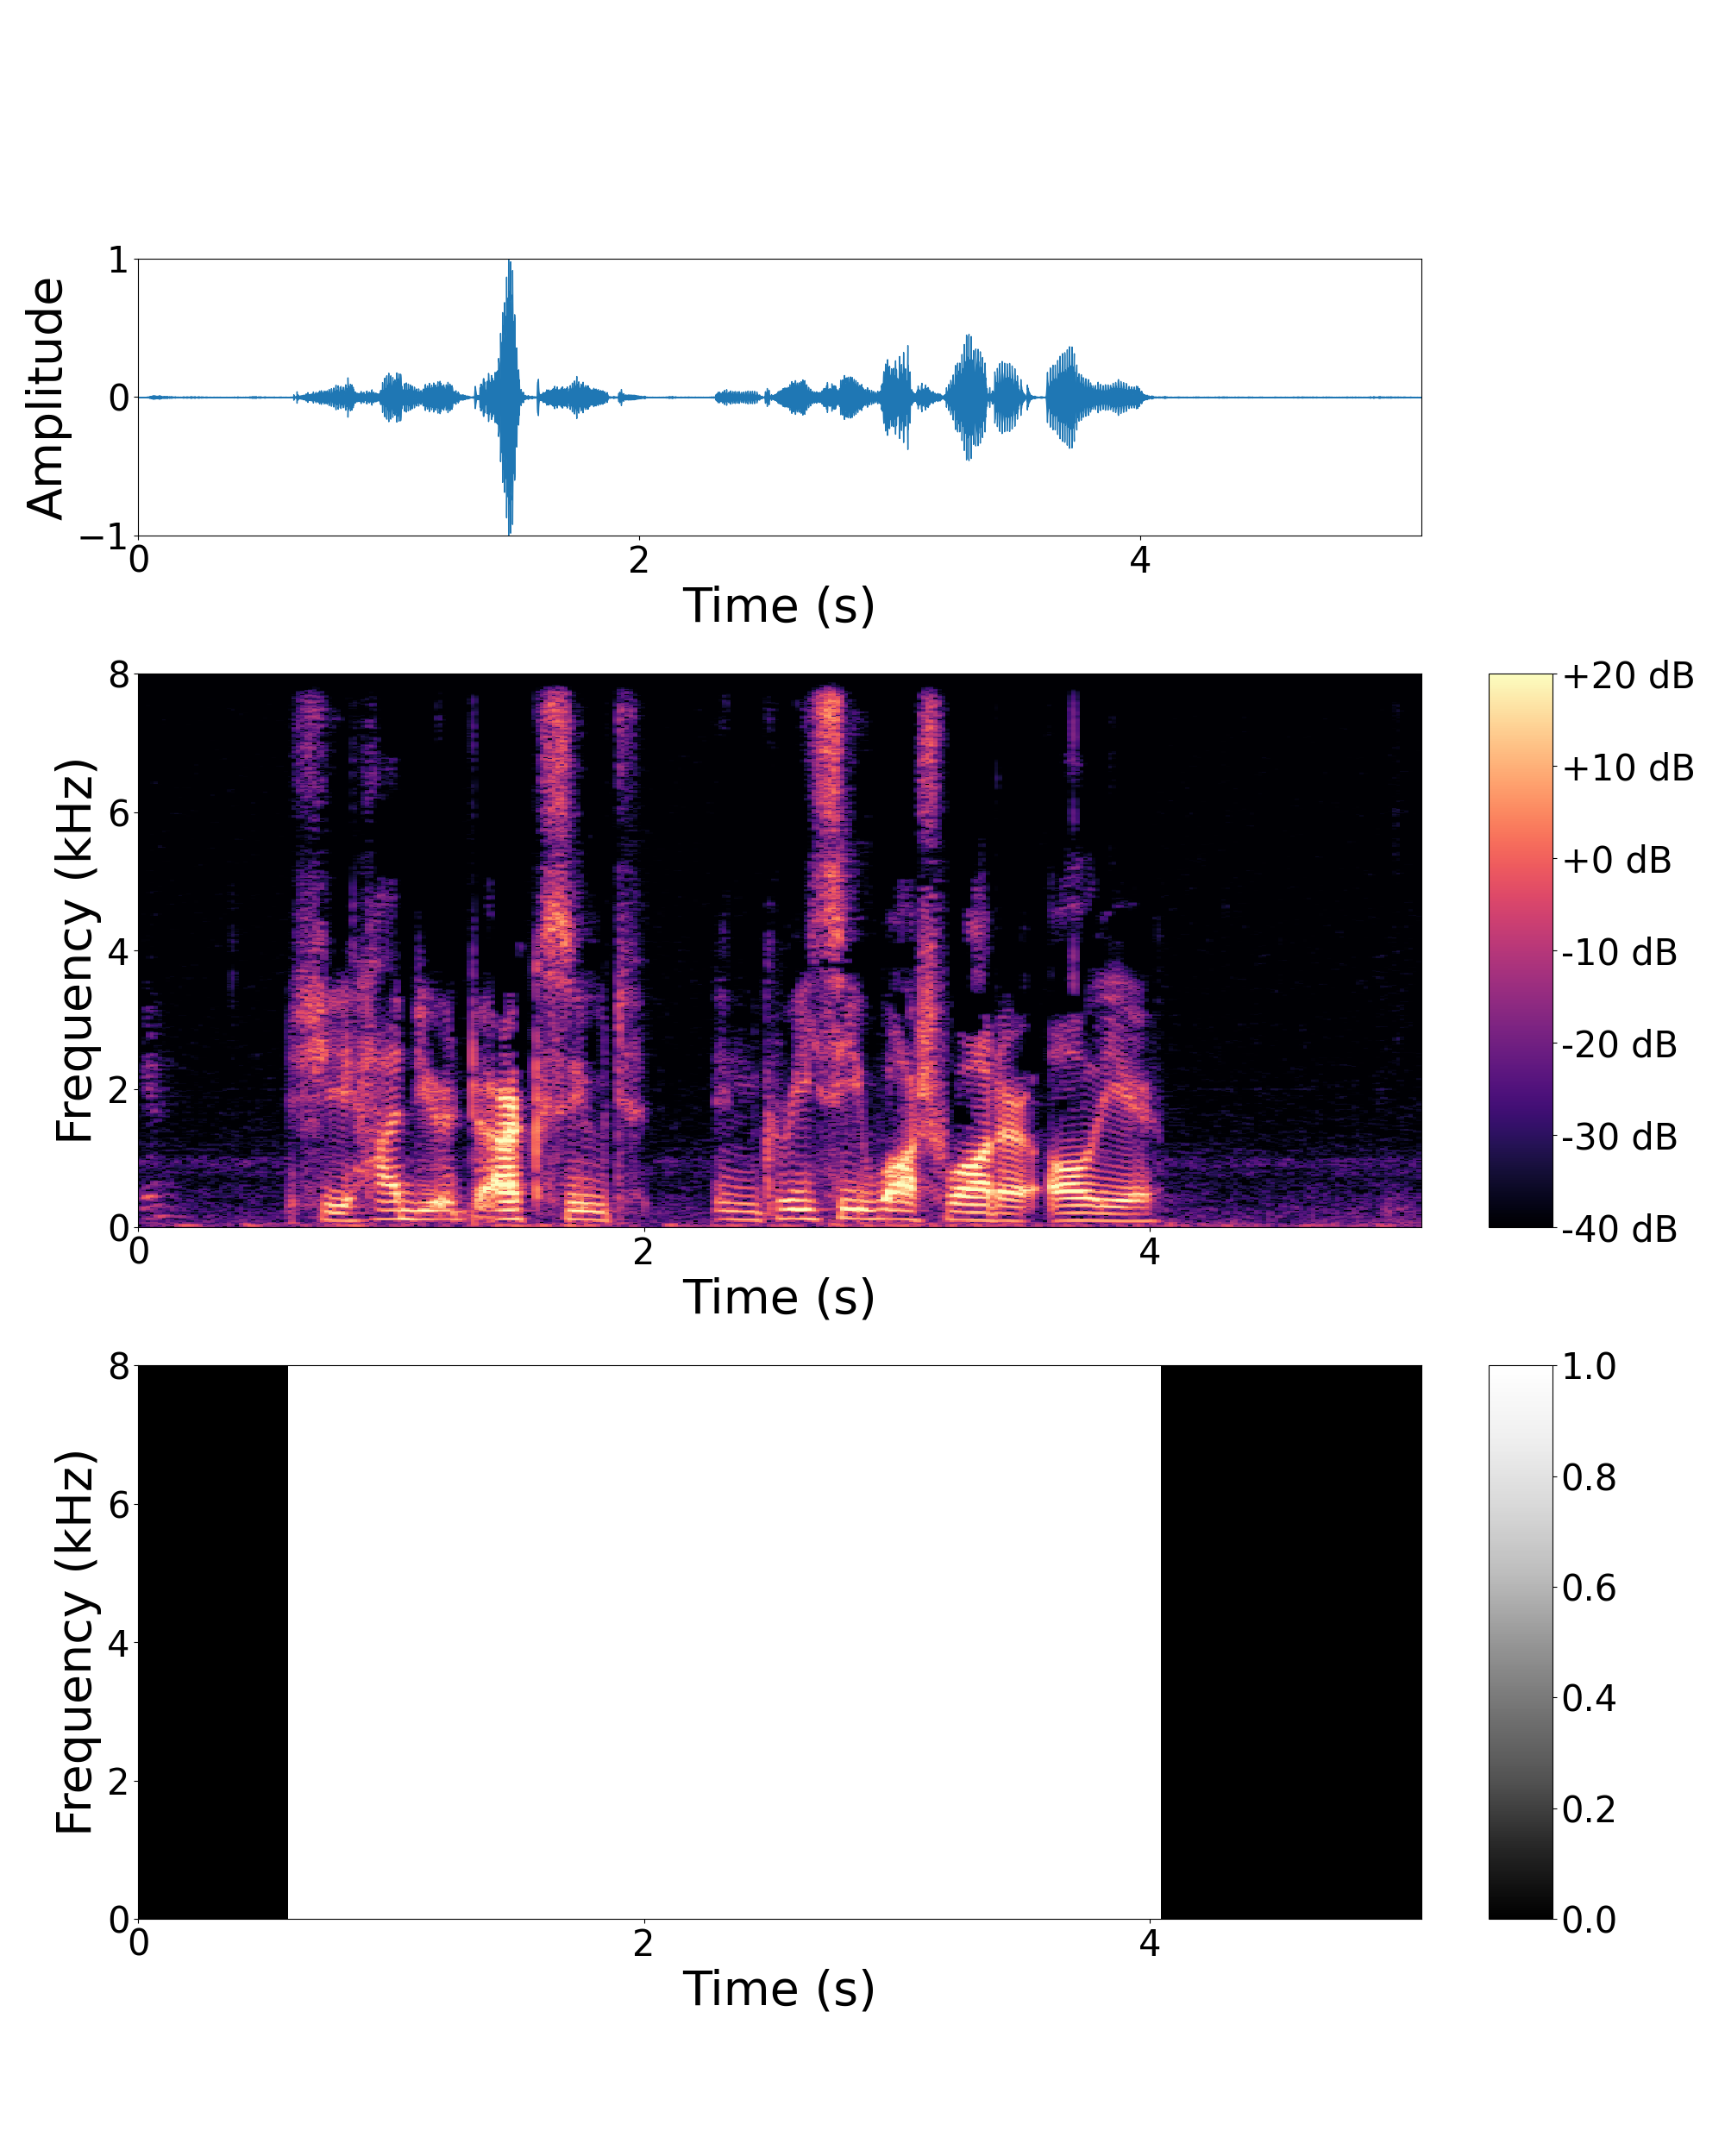 1
0
−1
Amplitude
0 2 4
Time (s)
8
6
4
2
0
Frequency (kHz)
0 2 4
Time (s)
+20 dB
+10 dB
+0 dB
-10 dB
-20 dB
-30 dB
-40 dB
8
6
4
2
0
Frequency (kHz)
0 2 4
Time (s)
1.0
0.8
0.6
0.4
0.2
0.0